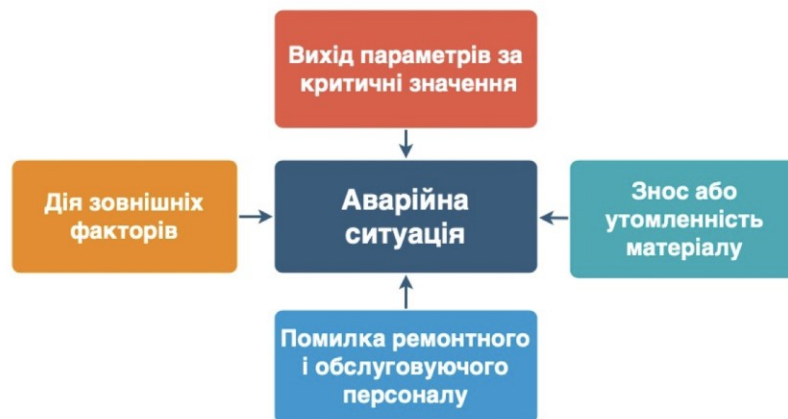 Вихід параметрів за
критичні значення
Дія зовнішніх
факторів
Аварійна
ситуація
Знос або
утомленність
матеріалу
Помилка ремонтного
і обслуговуючого
персоналу